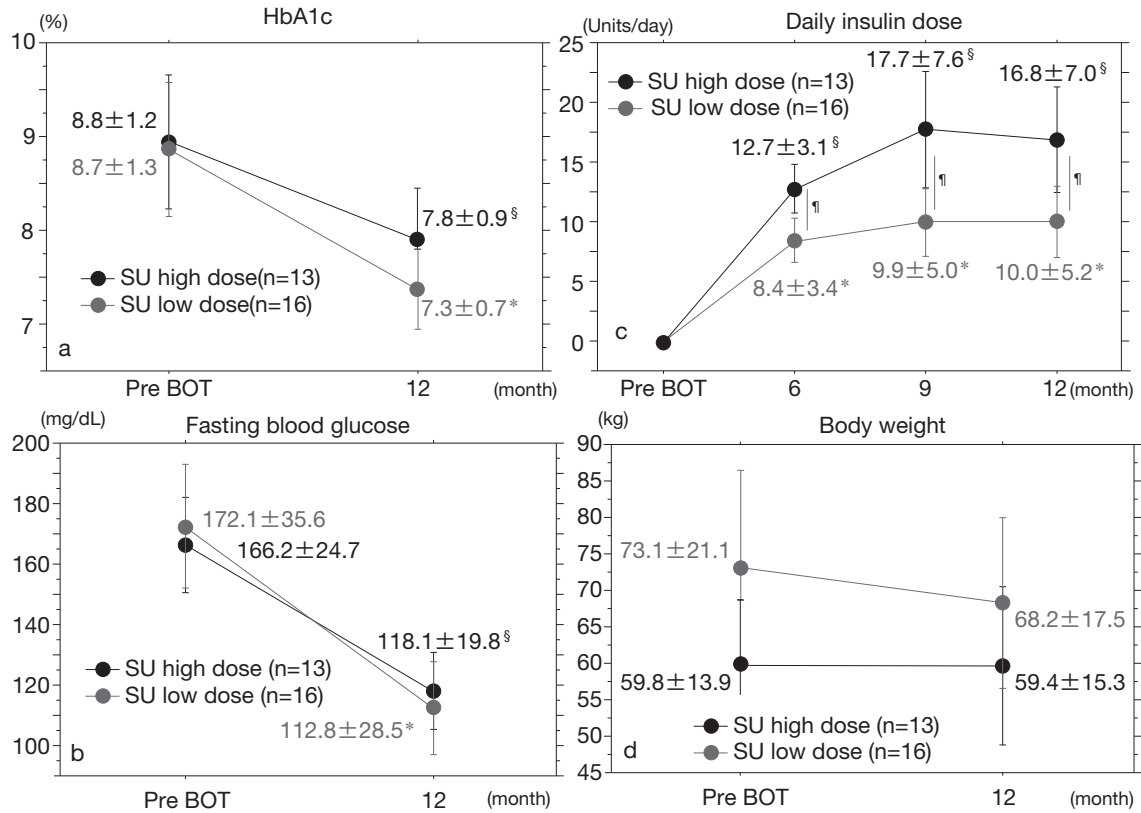 HbA1c
(%)
10
9
8
7
8.8±1.2
8.7±1.3
7.8±0.9§
7.3±0.7*
SU high dose(n=13)
SU low dose(n=16)
a
Pre BOT
12
(month)
Daily insulin dose
(Units/day)
25
20
15
10
5
0
SU high dose (n=13)
SU low dose (n=16)
17.7±7.6§
16.8±7.0§
12.7±3.1§
¶
¶
¶
8.4±3.4*
9.9±5.0*
10.0±5.2*
c
Pre BOT
6
9
12
(month)
Fasting blood glucose
(mg/dL)
200
180
160
140
120
100
172.1±35.6
166.2±24.7
118.1±19.8§
112.8±28.5*
SU high dose (n=13)
SU low dose (n=16)
b
Pre BOT
12
(month)
Body weight
(kg)
90
85
80
75
70
65
60
55
50
45
73.1±21.1
68.2±17.5
59.8±13.9
59.4±15.3
SU high dose (n=13)
SU low dose (n=16)
d
Pre BOT
12
(month)